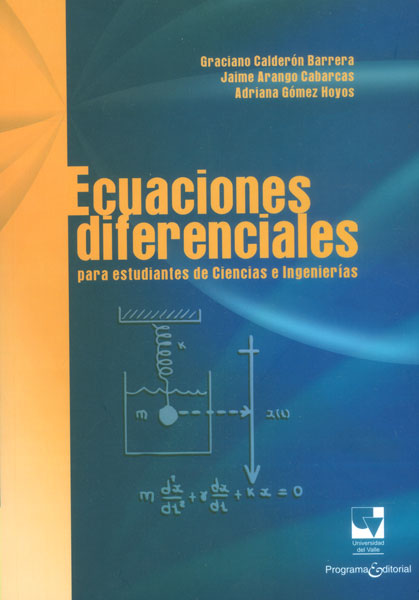 Graciano Calderón Barrera
Jaime Arango Cabarcas
Adriana Gómez Hoyos
Ecuaciones
diferenciales
para estudiantes de Ciencias e Ingenierías
x
m
x(t)
m d²x/dt² + γ dx/dt + kx = 0
Universidad
del Valle
Programa Editorial